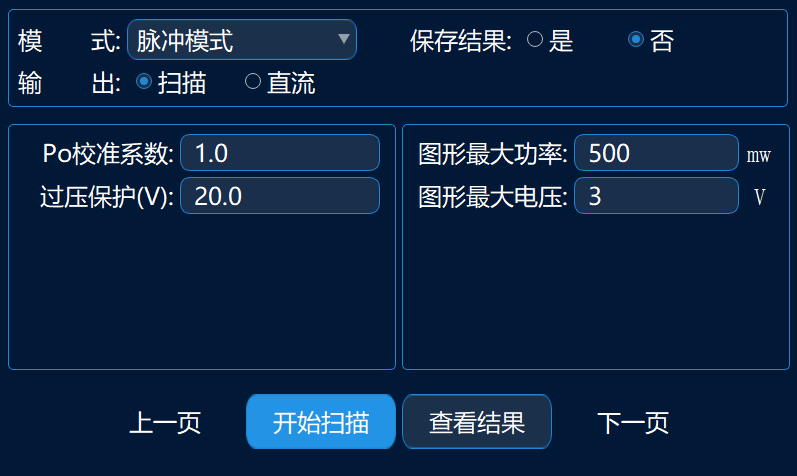 模 式: 脉冲模式 保存结果: 是 否
输 出: 扫描 直流
Po校准系数: 1.0
过压保护(V): 20.0
图形最大功率: 500 mw
图形最大电压: 3 V
上一页 开始扫描 查看结果 下一页